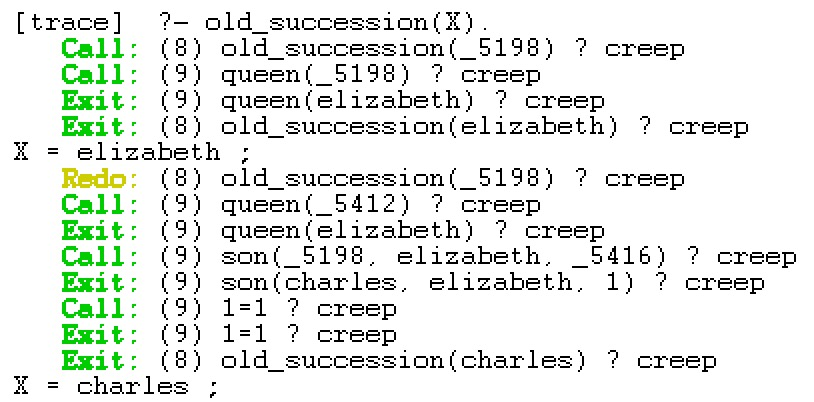 [trace]  ?- old_succession(X).
   Call: (8) old_succession(_5198) ? creep
   Call: (9) queen(_5198) ? creep
   Exit: (9) queen(elizabeth) ? creep
   Exit: (8) old_succession(elizabeth) ? creep
X = elizabeth ;
   Redo: (8) old_succession(_5198) ? creep
   Call: (9) queen(_5412) ? creep
   Exit: (9) queen(elizabeth) ? creep
   Call: (9) son(_5198, elizabeth, _5416) ? creep
   Exit: (9) son(charles, elizabeth, 1) ? creep
   Call: (9) 1=1 ? creep
   Exit: (9) 1=1 ? creep
   Exit: (8) old_succession(charles) ? creep
X = charles ;